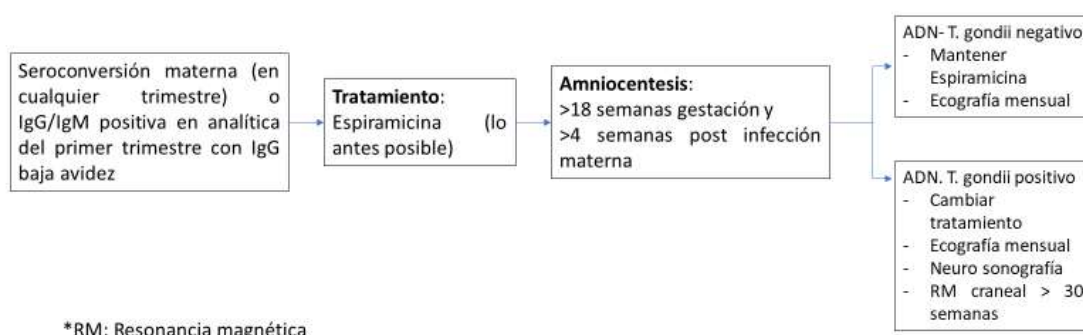 Seroconversión materna (en
cualquier trimestre) o
IgG/IgM positiva en analítica
del primer trimestre con IgG
baja avidez
Tratamiento:
Espiramicina (lo
antes posible)
Amniocentesis:
>18 semanas gestación y
>4 semanas post infección
materna
ADN- T. gondii negativo
- Mantener
Espiramicina
- Ecografía mensual
ADN. T. gondii positivo
- Cambiar
tratamiento
- Ecografía mensual
- Neuro sonografía
- RM craneal > 30
semanas
*RM: Resonancia magnética